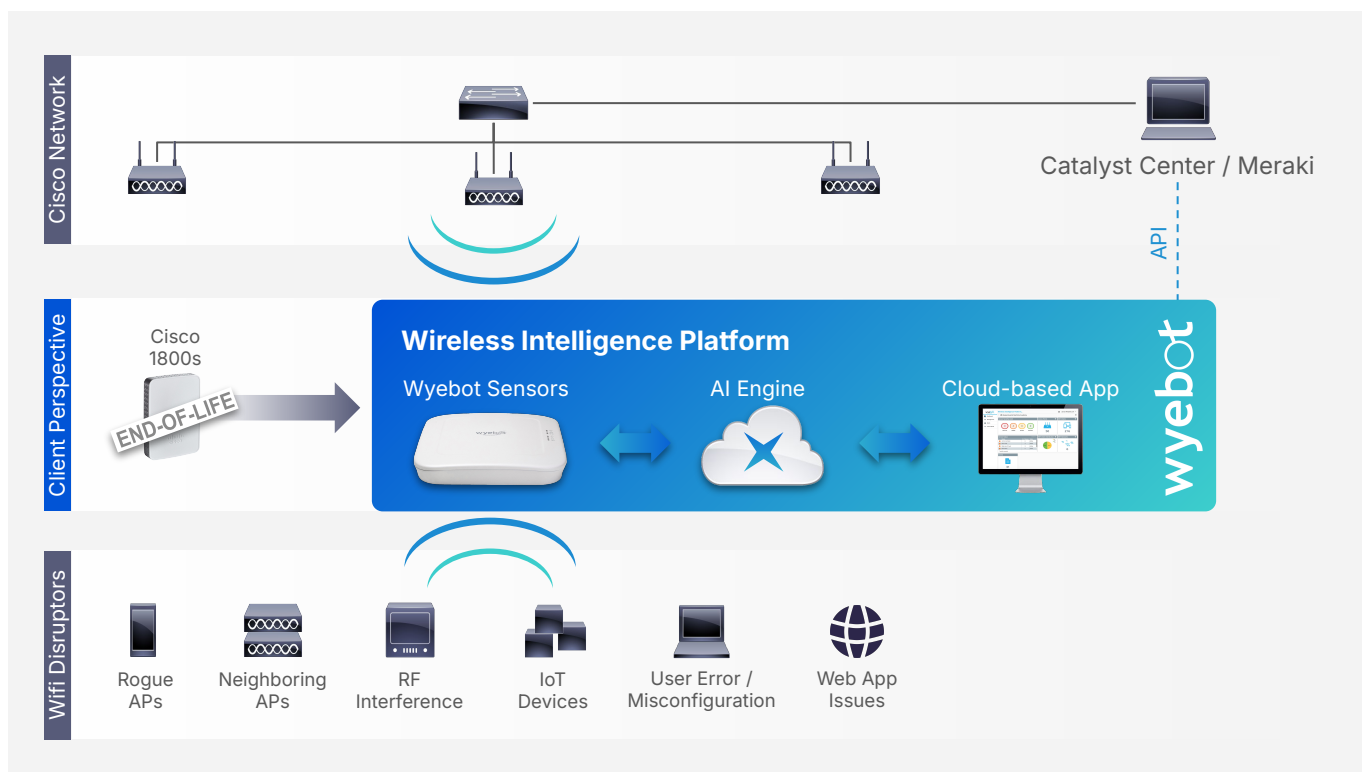 Cisco Network
Catalyst Center / Meraki
API
Client Perspective
Cisco
1800s
END-OF-LIFE
Wireless Intelligence Platform
Wyebot Sensors
wyebot
AI Engine
Cloud-based App
wyebot
Wifi Disruptors
Rogue
APs
Neighboring
APs
RF
Interference
IoT
Devices
User Error /
Misconfiguration
Web App
Issues